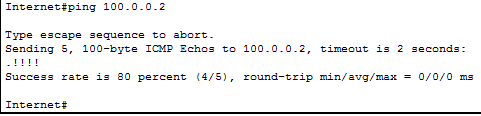 Internet#ping 100.0.0.2
Type escape sequence to abort.
Sending 5, 100-byte ICMP Echos to 100.0.0.2, timeout is 2 seconds:
.!!!!
Success rate is 80 percent (4/5), round-trip min/avg/max = 0/0/0 ms
Internet#